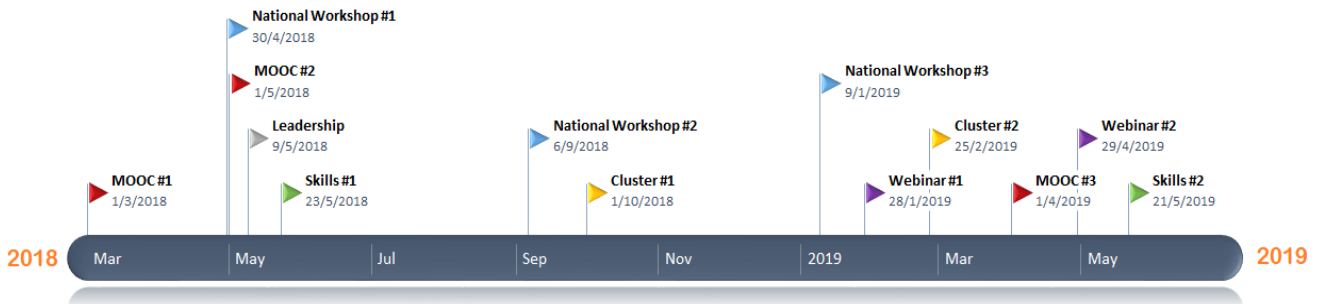 National Workshop #1
30/4/2018
MOOC #2
1/5/2018
National Workshop #3
9/1/2019
Leadership
9/5/2018
National Workshop #2
6/9/2018
Cluster #2
25/2/2019
Webinar #2
29/4/2019
MOOC #1
1/3/2018
Skills #1
23/5/2018
Cluster #1
1/10/2018
Webinar #1
28/1/2019
MOOC #3
1/4/2019
Skills #2
21/5/2019
2018
Mar
May
Jul
Sep
Nov
2019
Mar
May
2019